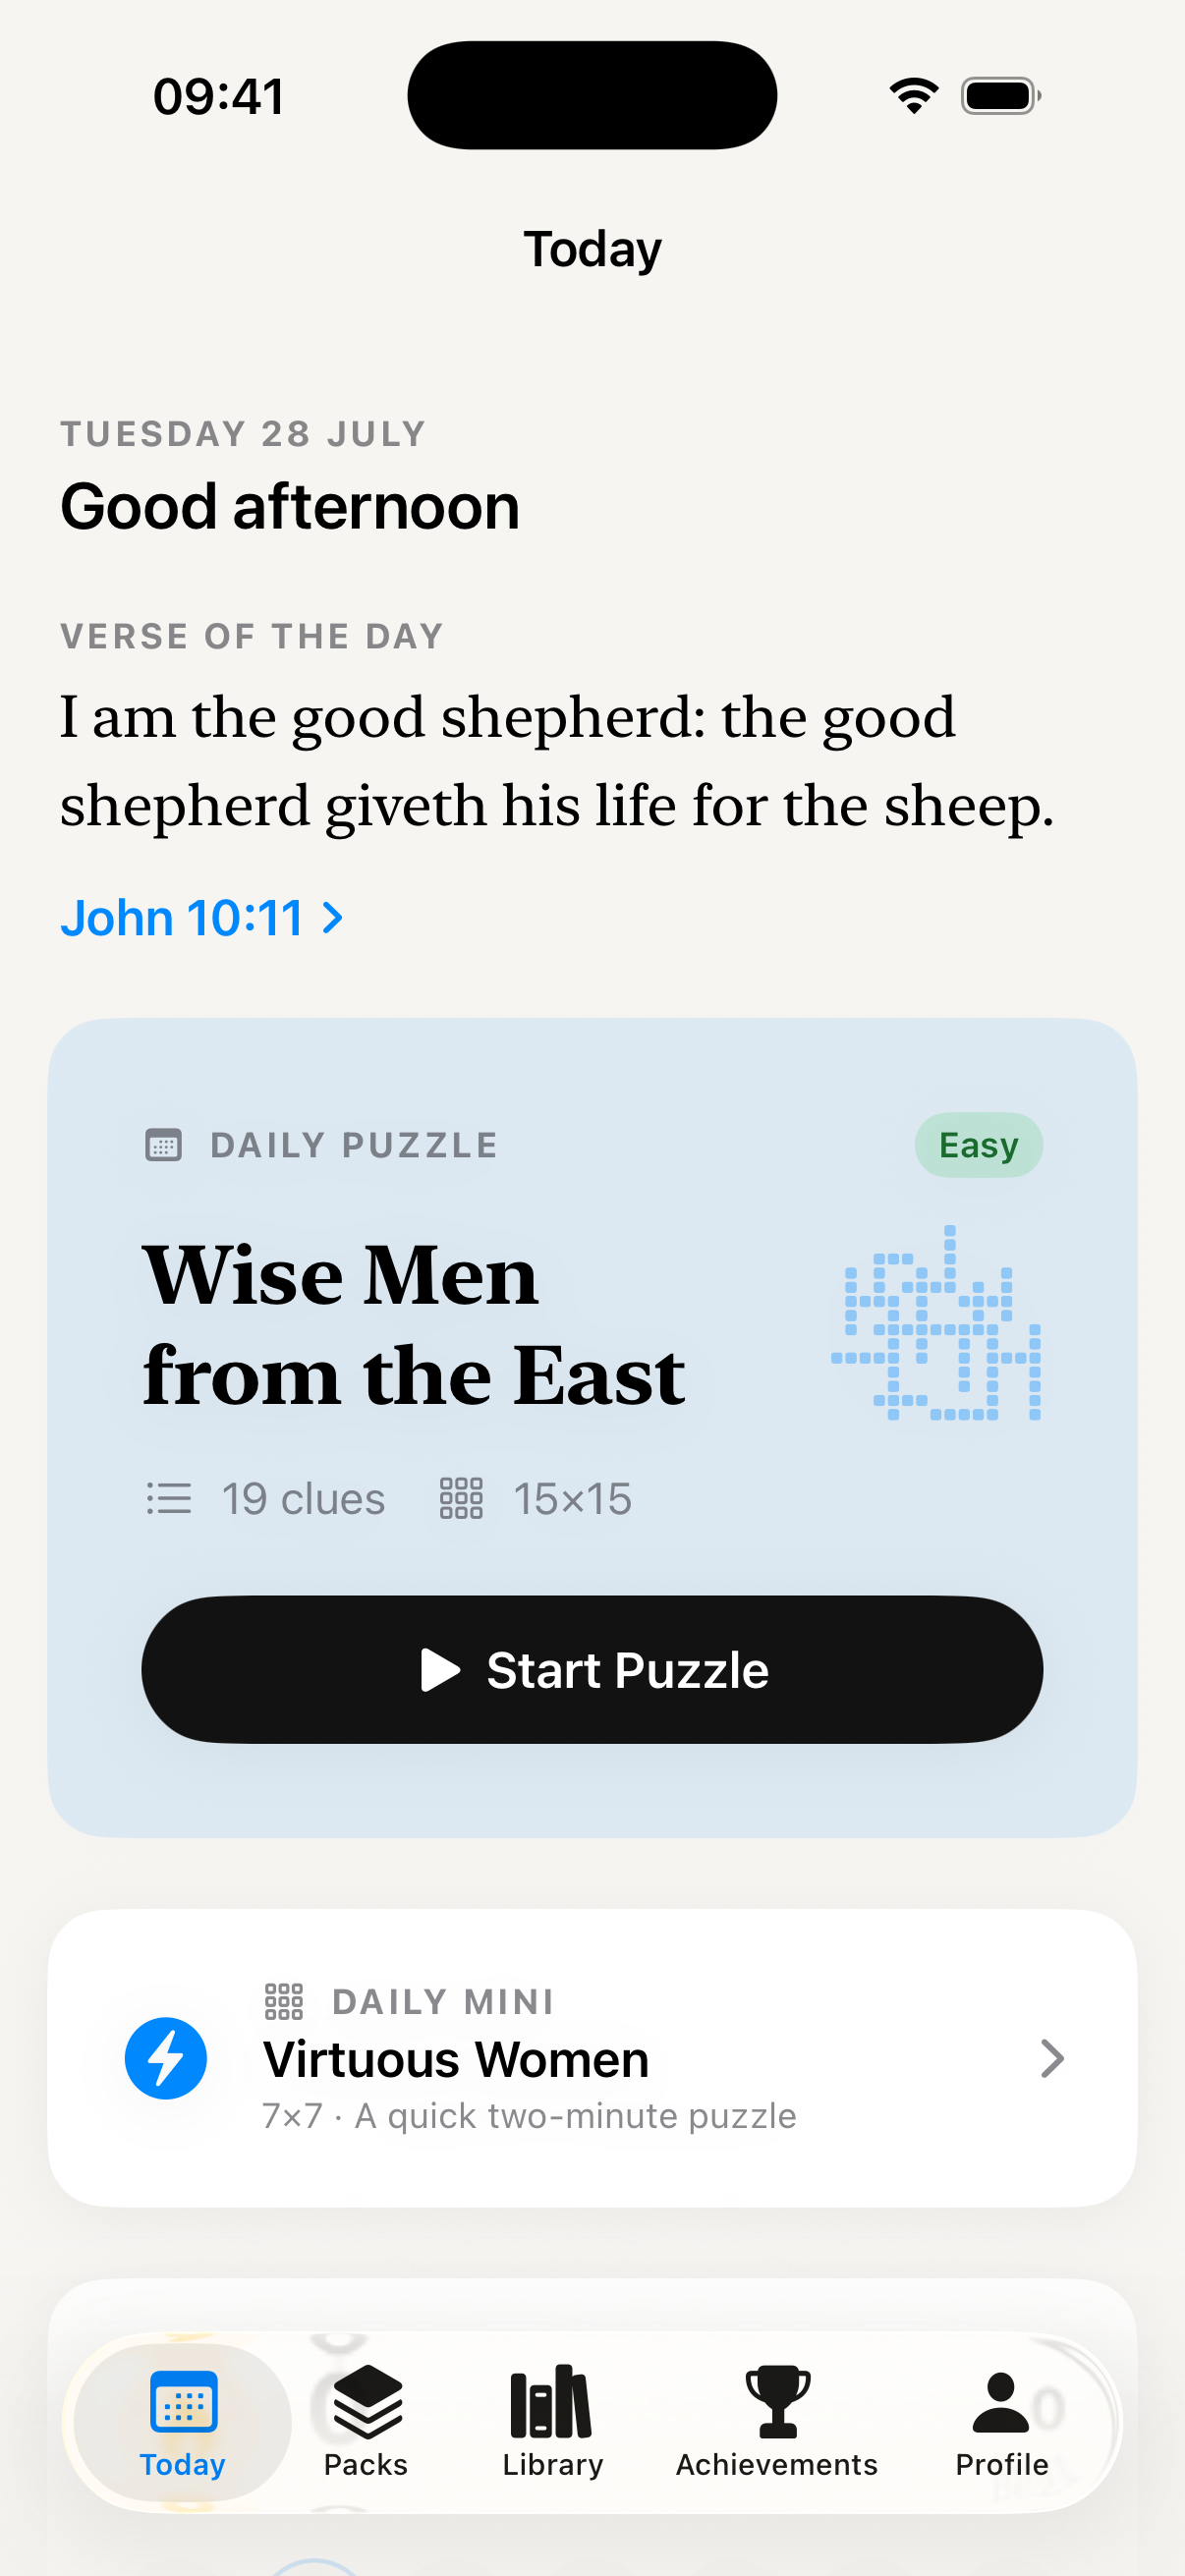 09:41
Today
TUESDAY 28 JULY
Good afternoon
VERSE OF THE DAY
I am the good shepherd: the good
shepherd giveth his life for the sheep.
John 10:11
DAILY PUZZLE
Easy
Wise Men
from the East
19 clues
15×15
Start Puzzle
DAILY MINI
Virtuous Women
7×7 · A quick two-minute puzzle
Today
Packs
Library
Achievements
Profile